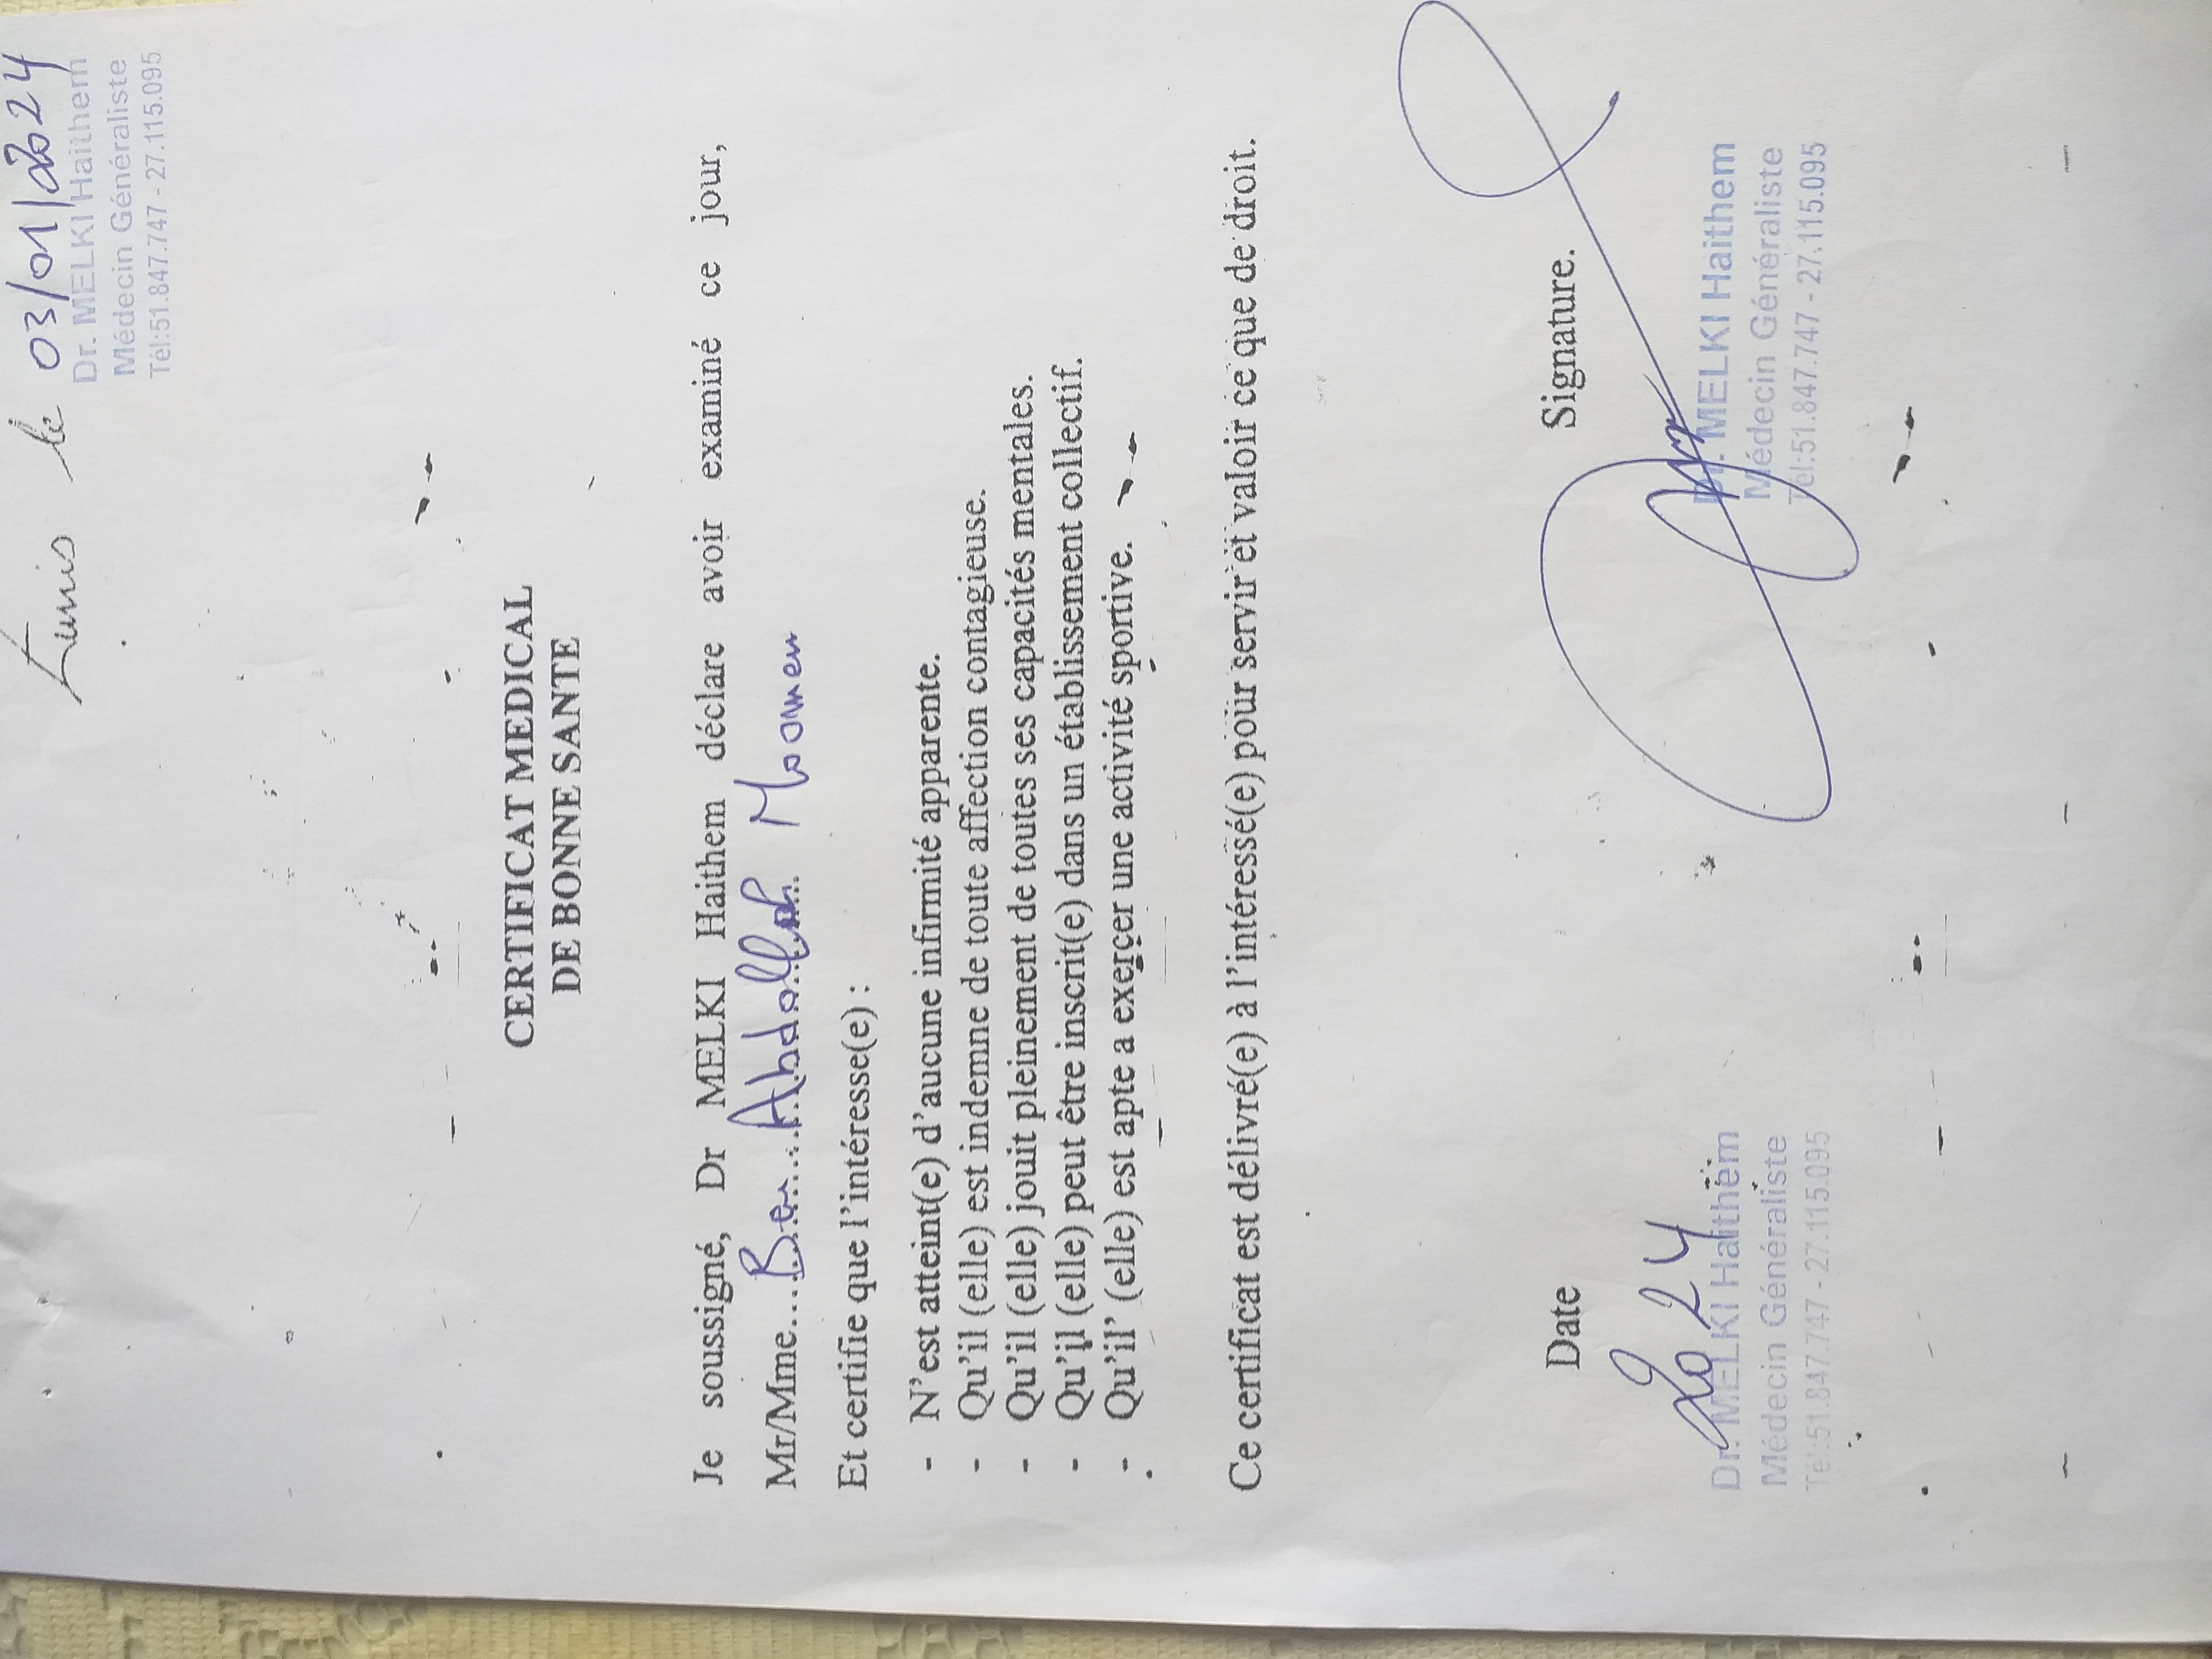 Tunis le 03/01/2024
Dr. MELKI Haithem
Médecin Généraliste
Tél:51.847.747 - 27.115.095
CERTIFICAT MEDICAL
DE BONNE SANTE
Je soussigné, Dr MELKI Haithem déclare avoir examiné ce jour,
Mr/Mme....Ben Abdallah Moomen
Et certifie que l'intéresse(e) :
- N'est atteint(e) d'aucune infirmité apparente.
- Qu'il (elle) est indemne de toute affection contagieuse.
- Qu'il (elle) jouit pleinement de toutes ses capacités mentales.
- Qu'il (elle) peut être inscrit(e) dans un établissement collectif.
- Qu'il' (elle) est apte a exerçer une activité sportive.
Ce certificat est délivré(e) à l'intéressé(e) pour servir et valoir ce que de droit.
Date
Signature.
2024
Dr. MELKI Haithem
Médecin Généraliste
Tél:51.847.747 - 27.115.095
Dr. MELKI Haithem
Médecin Généraliste
Tél:51.847.747 - 27.115.095